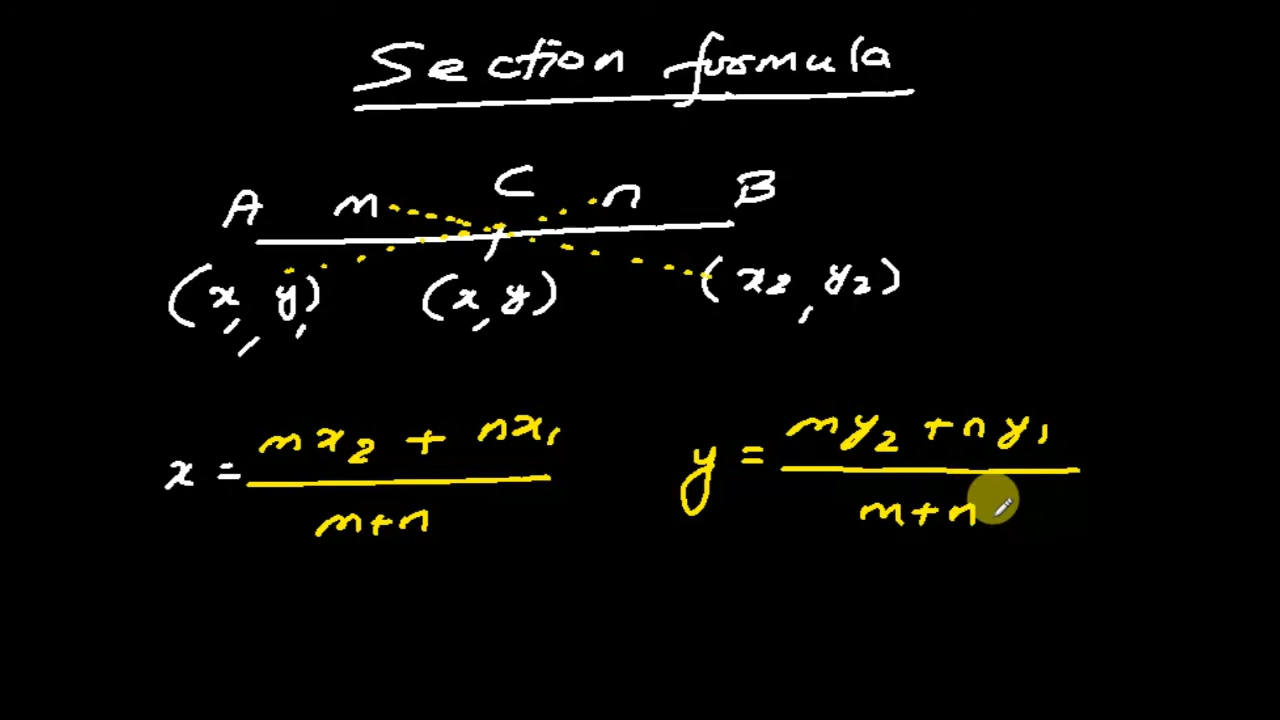 Section formula
A m C n B
(x₁, y₁) (x, y) (x₂, y₂)
x = mx₂ + nx₁ / m+n
y = my₂ + ny₁ / m+n